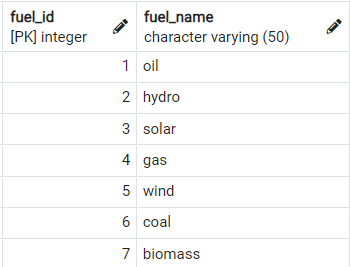 fuel_id fuel_name
[PK] integer character varying (50)
1 oil
2 hydro
3 solar
4 gas
5 wind
6 coal
7 biomass